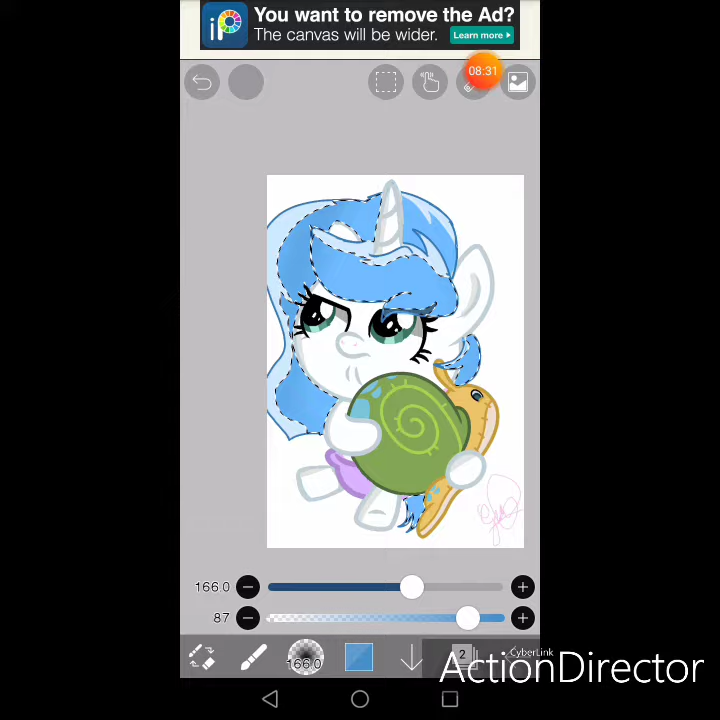 iP
You want to remove the Ad?
The canvas will be wider.
Learn more
08:31
166.0
87
166.0
2
CyberLink
ActionDirector